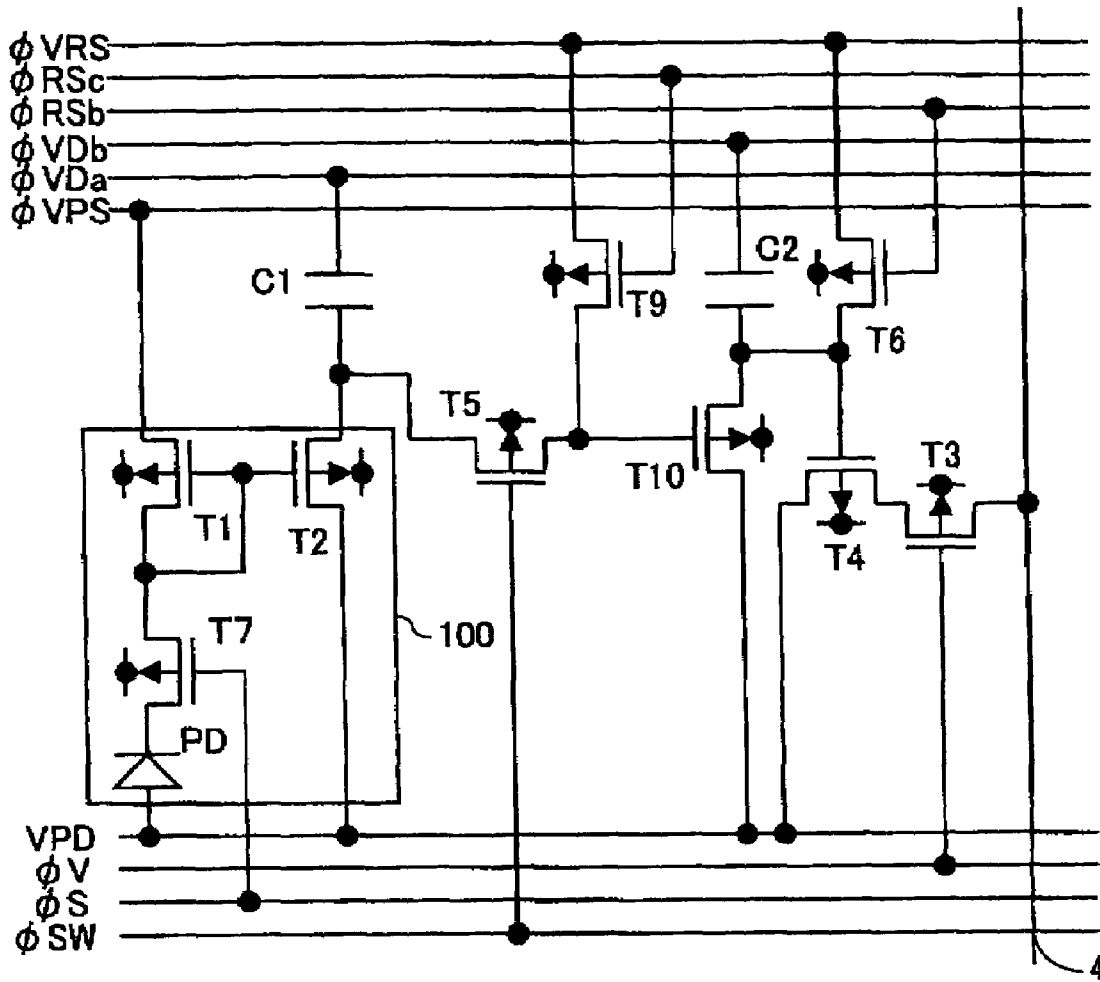 ϕVRS
ϕRSc
ϕRSb
ϕVDb
ϕVDa
ϕVPS
C1
T9
C2
T6
T5
T10
T3
T4
T1
T2
T7
100
PD
VPD
ϕV
ϕS
ϕSW
4